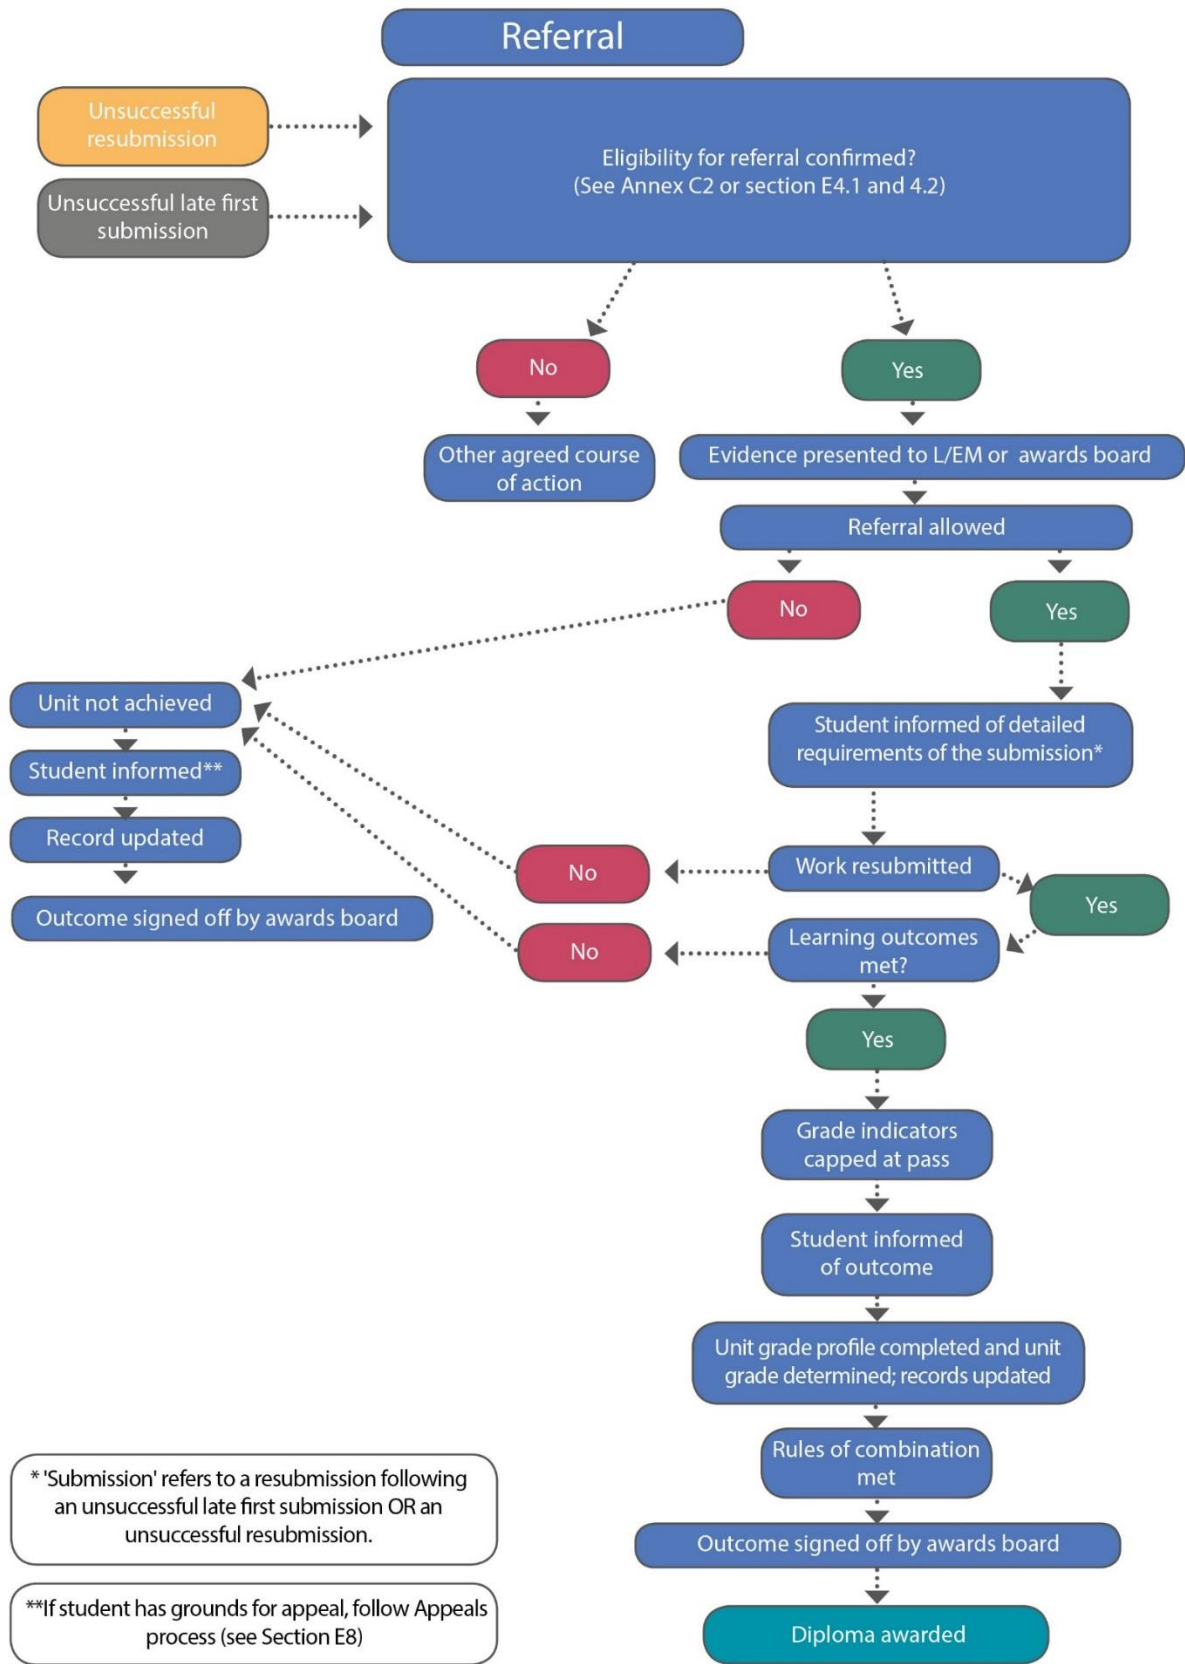 Referral
Unsuccessful
resubmission
Eligibility for referral confirmed?
(See Annex C2 or section E4.1 and 4.2)
Unsuccessful late first
submission
No
Yes
Other agreed course
of action
Evidence presented to L/EM or awards board
Referral allowed
No
Yes
Unit not achieved
Student informed of detailed
requirements of the submission*
Student informed**
Record updated
Work resubmitted
No
Yes
Outcome signed off by awards board
Learning outcomes
met?
No
Yes
Grade indicators
capped at pass
Student informed
of outcome
Unit grade profile completed and unit
grade determined; records updated
Rules of combination
met
Outcome signed off by awards board
Diploma awarded
* 'Submission' refers to a resubmission following
an unsuccessful late first submission OR an
unsuccessful resubmission.
**If student has grounds for appeal, follow Appeals
process (see Section E8)